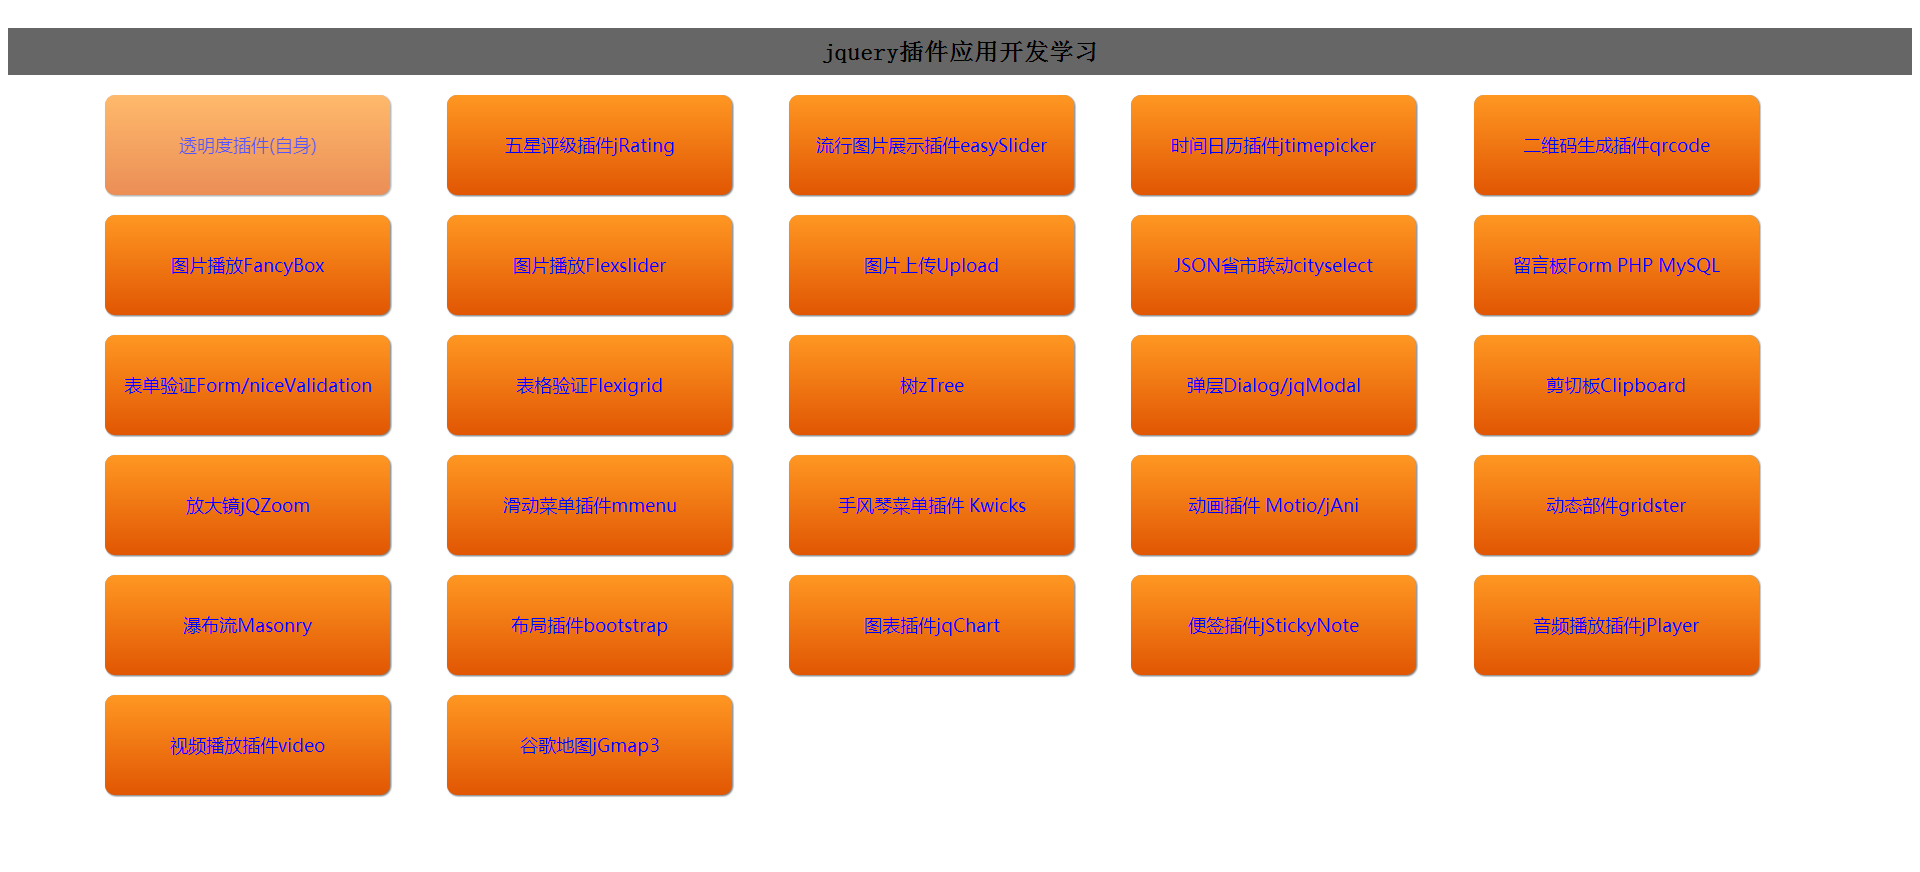 jquery插件应用开发学习
透明度插件(自身)
五星评级插件jRating
流行图片展示插件easySlider
时间日历插件jtimepicker
二维码生成插件qrcode
图片播放FancyBox
图片播放Flexslider
图片上传Upload
JSON省市联动cityselect
留言板Form PHP MySQL
表单验证Form/niceValidation
表格验证Flexigrid
树zTree
弹层Dialog/jqModal
剪切板Clipboard
放大镜jQZoom
滑动菜单插件mmenu
手风琴菜单插件 Kwicks
动画插件 Motio/jAni
动态部件gridster
瀑布流Masonry
布局插件bootstrap
图表插件jqChart
便签插件jStickyNote
音频播放插件jPlayer
视频播放插件video
谷歌地图jGmap3